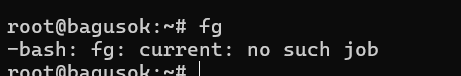 root@bagusok:~# fg
-bash: fg: current: no such job
root@bagusok:~#